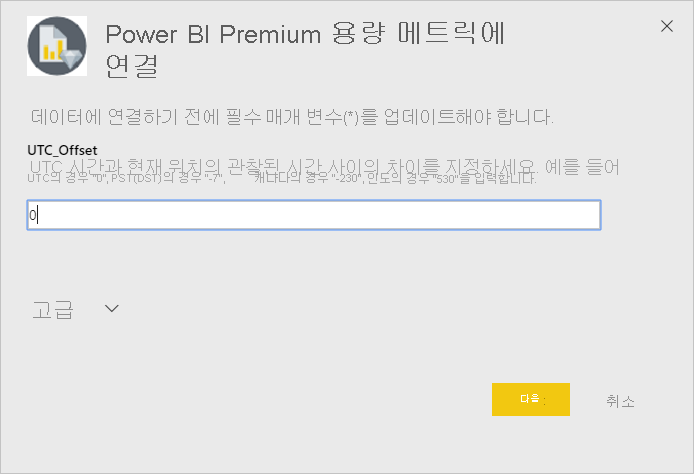 Power BI Premium 용량 메트릭에
연결
데이터에 연결하기 전에 필수 매개 변수(*)를 업데이트해야 합니다.
UTC_Offset
UTC 시간과 현재 위치의 관찰된 시간 사이의 차이를 지정하세요. 예를 들어
UTC의 경우 "0", PST(DST)의 경우 "-7", 캐나다의 경우 "-230", 인도의 경우 "530"을 입력합니다.
0
고급
다음
취소